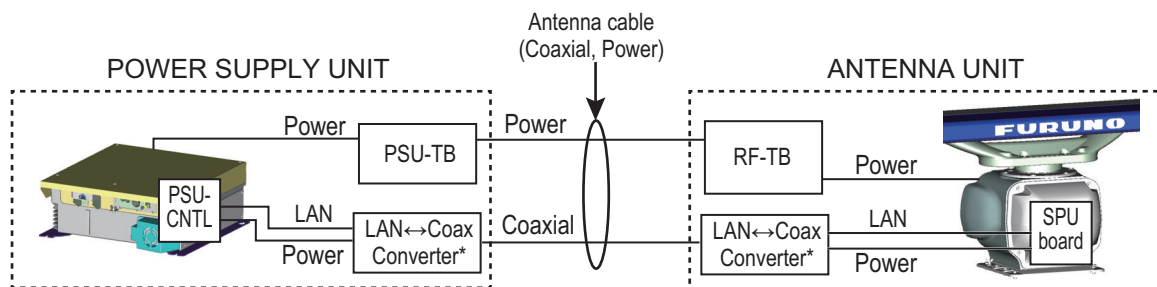 Antenna cable
(Coaxial, Power)
POWER SUPPLY UNIT
ANTENNA UNIT
Power
PSU-TB
Power
RF-TB
FURUNO
Power
PSU-
CNTL
LAN
Power
LAN↔Coax
Converter*
Coaxial
LAN↔Coax
Converter*
LAN
Power
SPU
board